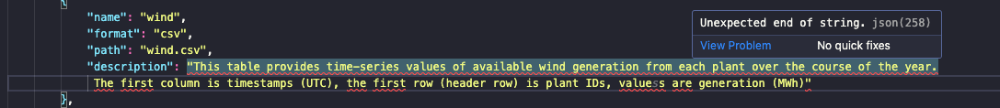 {
"name": "wind",
"format": "csv",
"path": "wind.csv",
"description": "This table provides time-series values of available wind generation from each plant over the course of the year.
The first column is timestamps (UTC), the first row (header row) is plant IDs, values are generation (MWh)"
},
Unexpected end of string. json(258)
View Problem No quick fixes